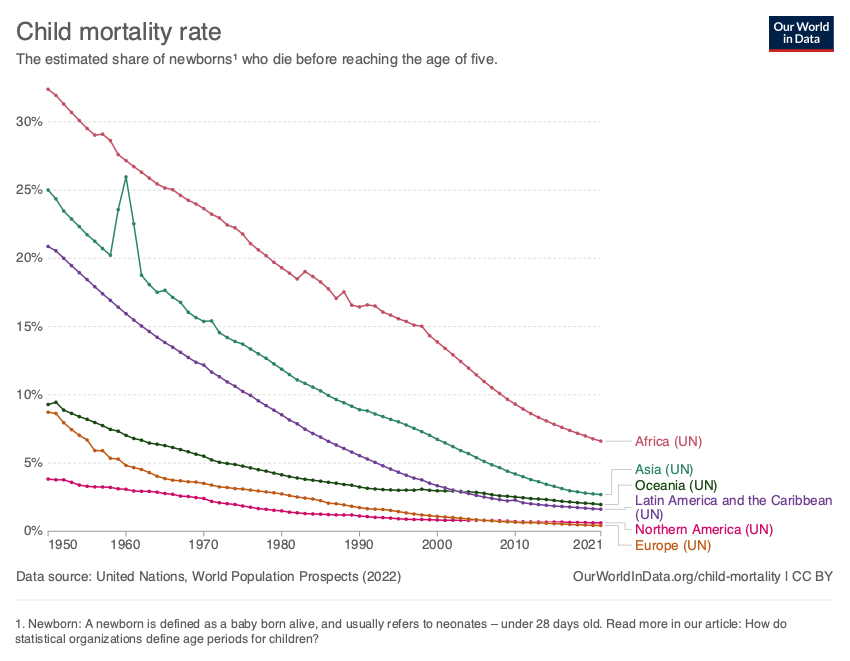 Child mortality rate
Our World
in Data
The estimated share of newborns¹ who die before reaching the age of five.
30%
25%
20%
15%
10%
5%
0%
1950
1960
1970
1980
1990
2000
2010
2021
Africa (UN)
Asia (UN)
Oceania (UN)
Latin America and the Caribbean
(UN)
Northern America (UN)
Europe (UN)
Data source: United Nations, World Population Prospects (2022)
OurWorldInData.org/child-mortality | CC BY
1. Newborn: A newborn is defined as a baby born alive, and usually refers to neonates – under 28 days old. Read more in our article: How do
statistical organizations define age periods for children?